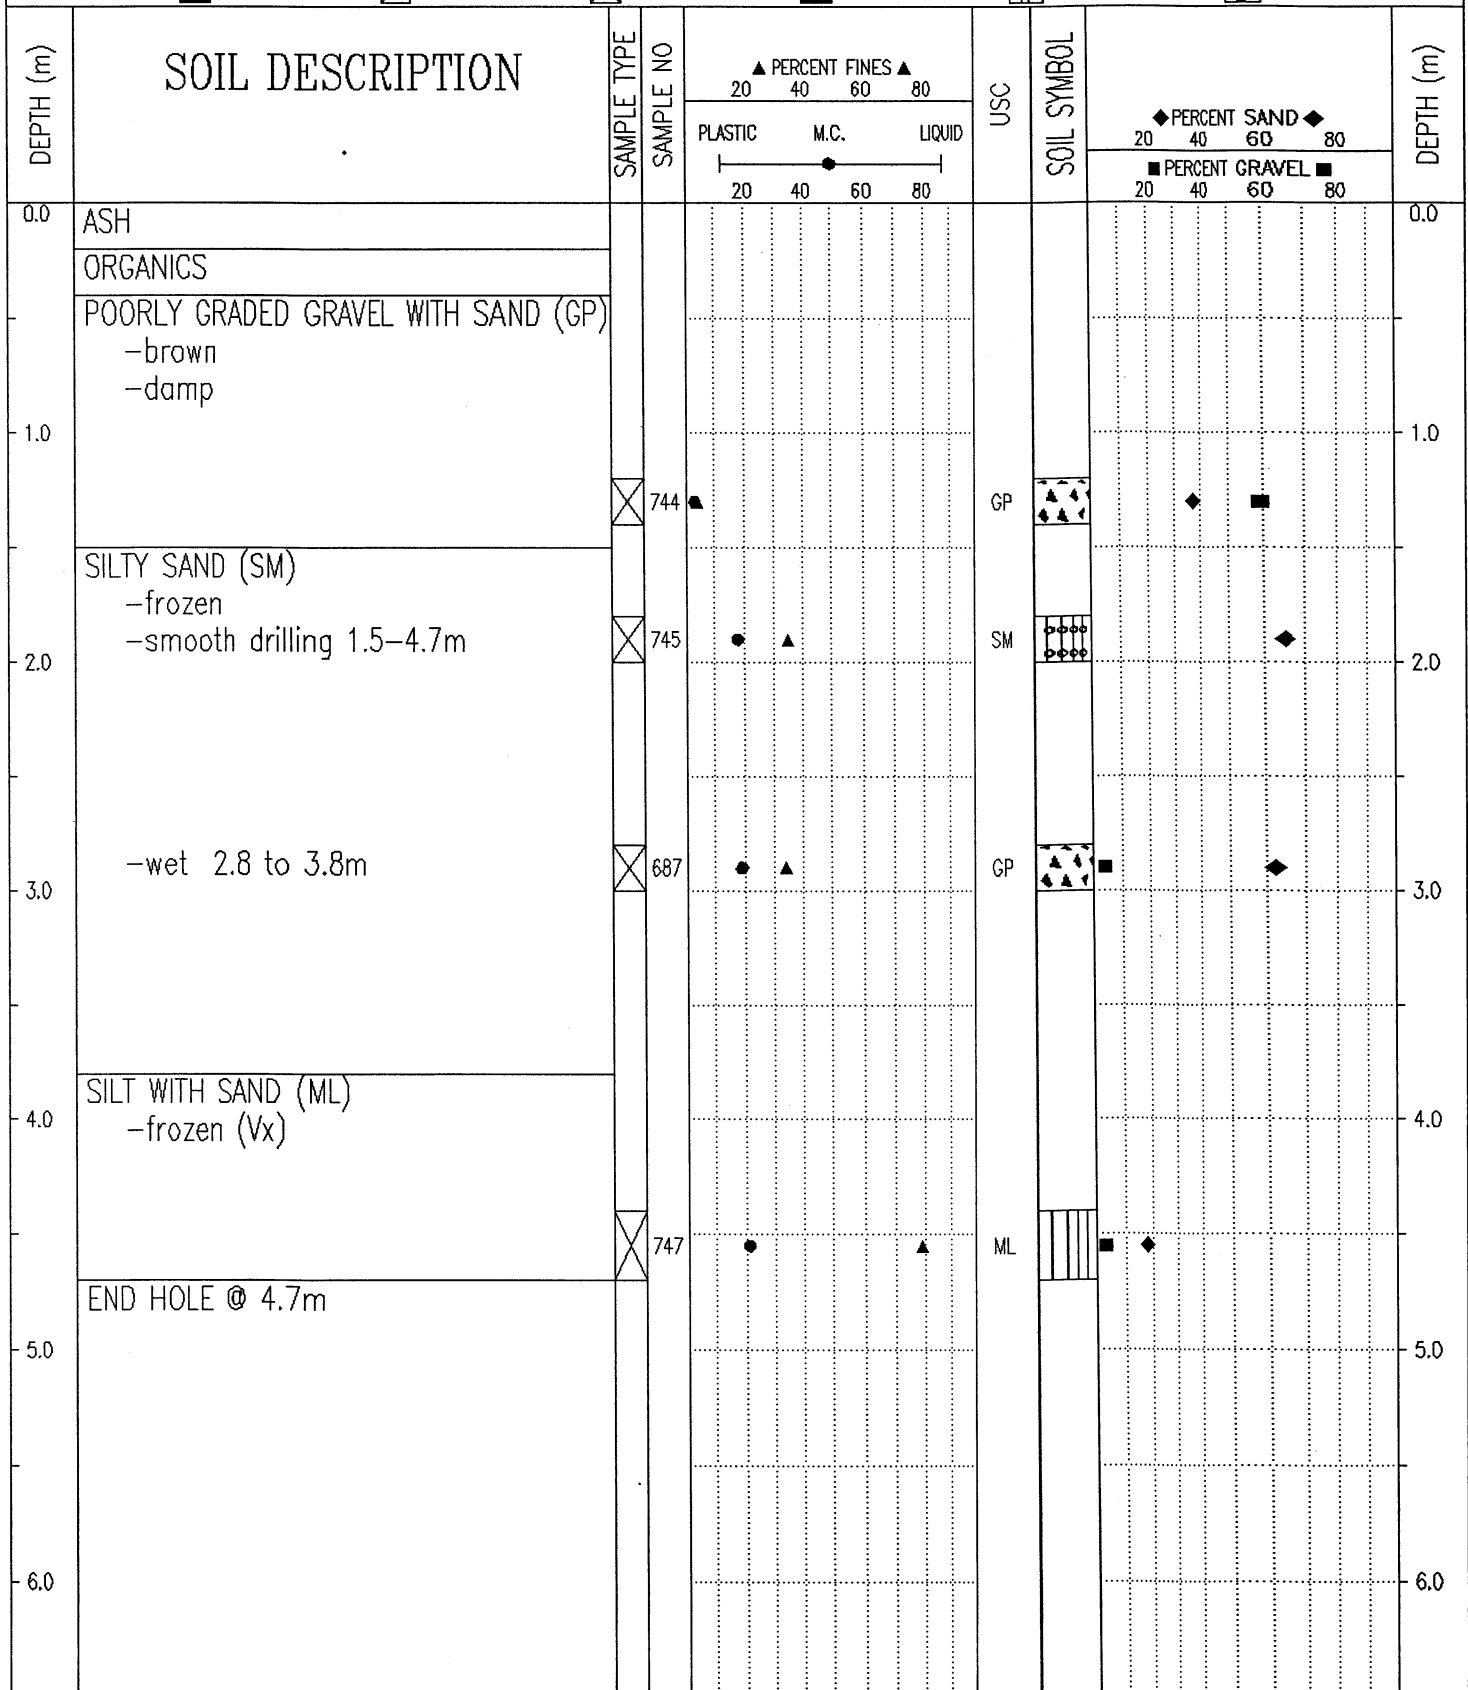 DEPTH (m)
SOIL DESCRIPTION
SAMPLE TYPE
SAMPLE NO
▲ PERCENT FINES ▲
20 40 60 80
PLASTIC M.C. LIQUID
20 40 60 80
USC
SOIL SYMBOL
◆PERCENT SAND◆
20 40 60 80
■PERCENT GRAVEL■
20 40 60 80
DEPTH (m)
0.0 ASH 0.0
ORGANICS
POORLY GRADED GRAVEL WITH SAND (GP)
-brown
-damp
1.0 1.0
744 GP
SILTY SAND (SM)
-frozen
-smooth drilling 1.5-4.7m 745 SM
2.0 2.0
-wet 2.8 to 3.8m 687 GP
3.0 3.0
SILT WITH SAND (ML)
4.0 -frozen (Vx) 4.0
747 ML
END HOLE @ 4.7m
5.0 5.0
6.0 6.0